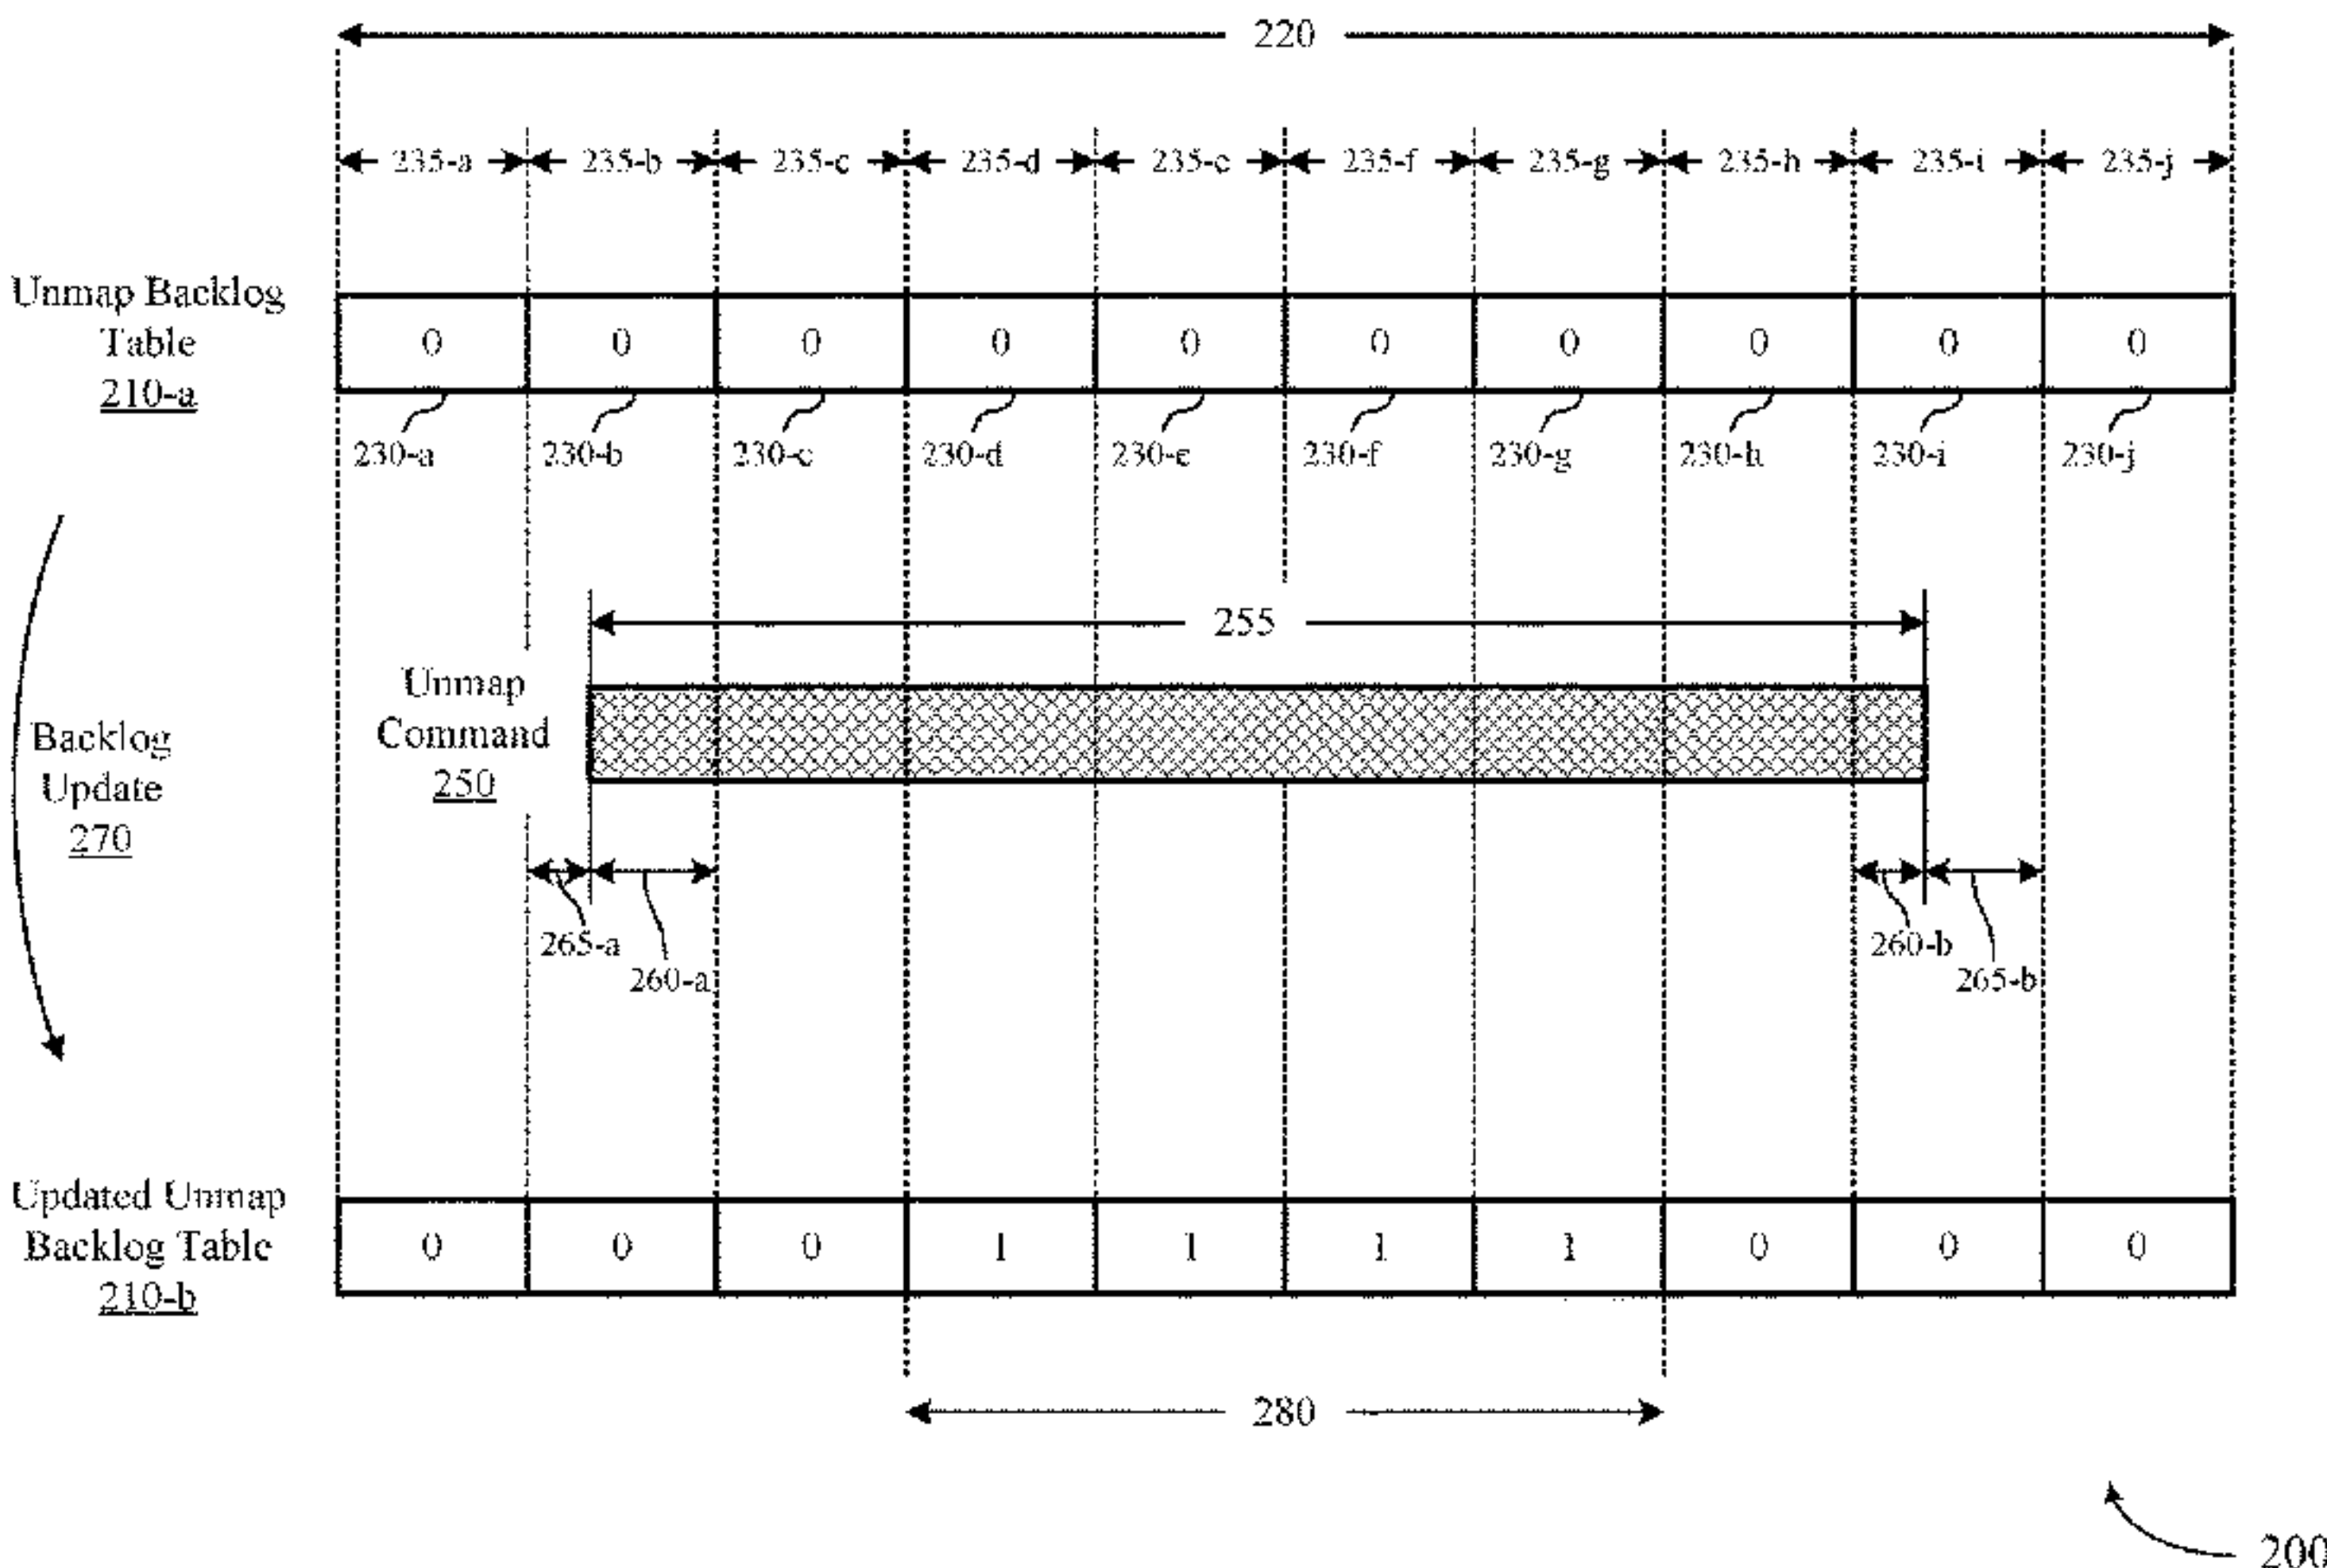 220
235-a 235-b 235-c 235-d 235-e 235-f 235-g 235-h 235-i 235-j
Unmap Backlog
Table
210-a
0 0 0 0 0 0 0 0 0 0
230-a 230-b 230-c 230-d 230-e 230-f 230-g 230-h 230-i 230-j
255
Unmap
Command
250
Backlog
Update
270
265-a
260-a
260-b
265-b
Updated Unmap
Backlog Table
210-b
0 0 0 1 1 1 1 0 0 0
280
200